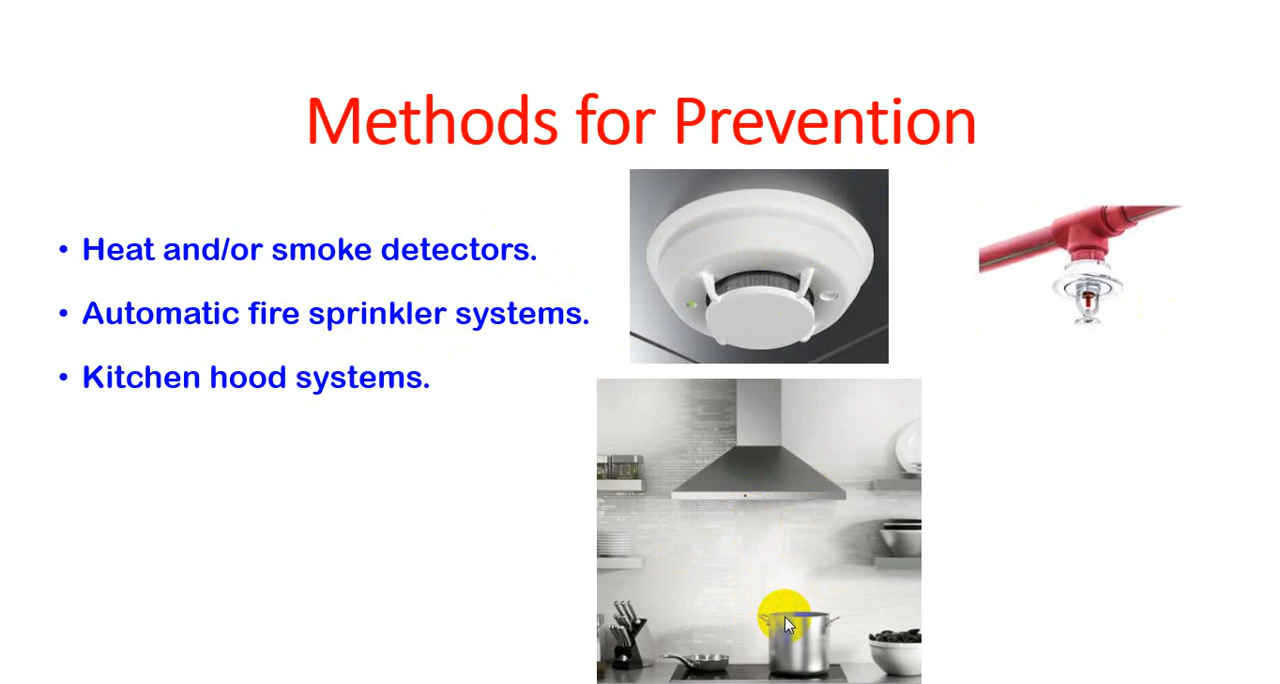 Methods for Prevention
• Heat and/or smoke detectors.
• Automatic fire sprinkler systems.
• Kitchen hood systems.